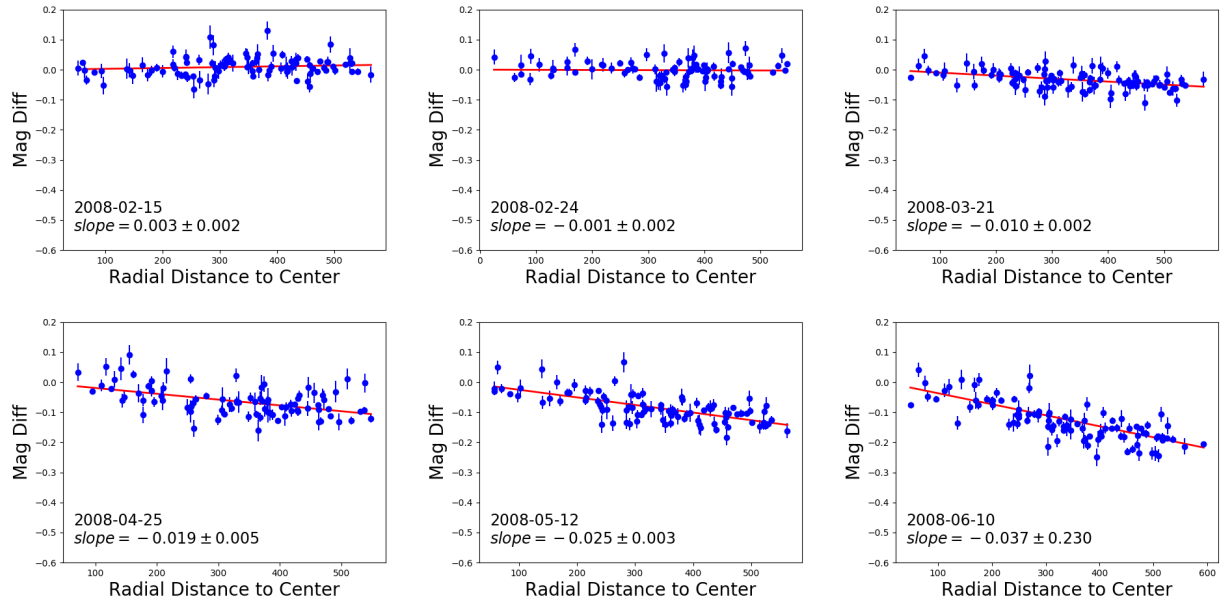 0.2
0.1
0.0
−0.1
−0.2
−0.3
−0.4
−0.5
−0.6
Mag Diff
2008-02-15
slope = 0.003 ± 0.002
100 200 300 400 500
Radial Distance to Center
0.2
0.1
0.0
−0.1
−0.2
−0.3
−0.4
−0.5
−0.6
Mag Diff
2008-02-24
slope = −0.001 ± 0.002
0 100 200 300 400 500
Radial Distance to Center
0.2
0.1
0.0
−0.1
−0.2
−0.3
−0.4
−0.5
−0.6
Mag Diff
2008-03-21
slope = −0.010 ± 0.002
100 200 300 400 500
Radial Distance to Center
0.2
0.1
0.0
−0.1
−0.2
−0.3
−0.4
−0.5
−0.6
Mag Diff
2008-04-25
slope = −0.019 ± 0.005
100 200 300 400 500
Radial Distance to Center
0.2
0.1
0.0
−0.1
−0.2
−0.3
−0.4
−0.5
−0.6
Mag Diff
2008-05-12
slope = −0.025 ± 0.003
100 200 300 400 500
Radial Distance to Center
0.2
0.1
0.0
−0.1
−0.2
−0.3
−0.4
−0.5
−0.6
Mag Diff
2008-06-10
slope = −0.037 ± 0.230
100 200 300 400 500 600
Radial Distance to Center